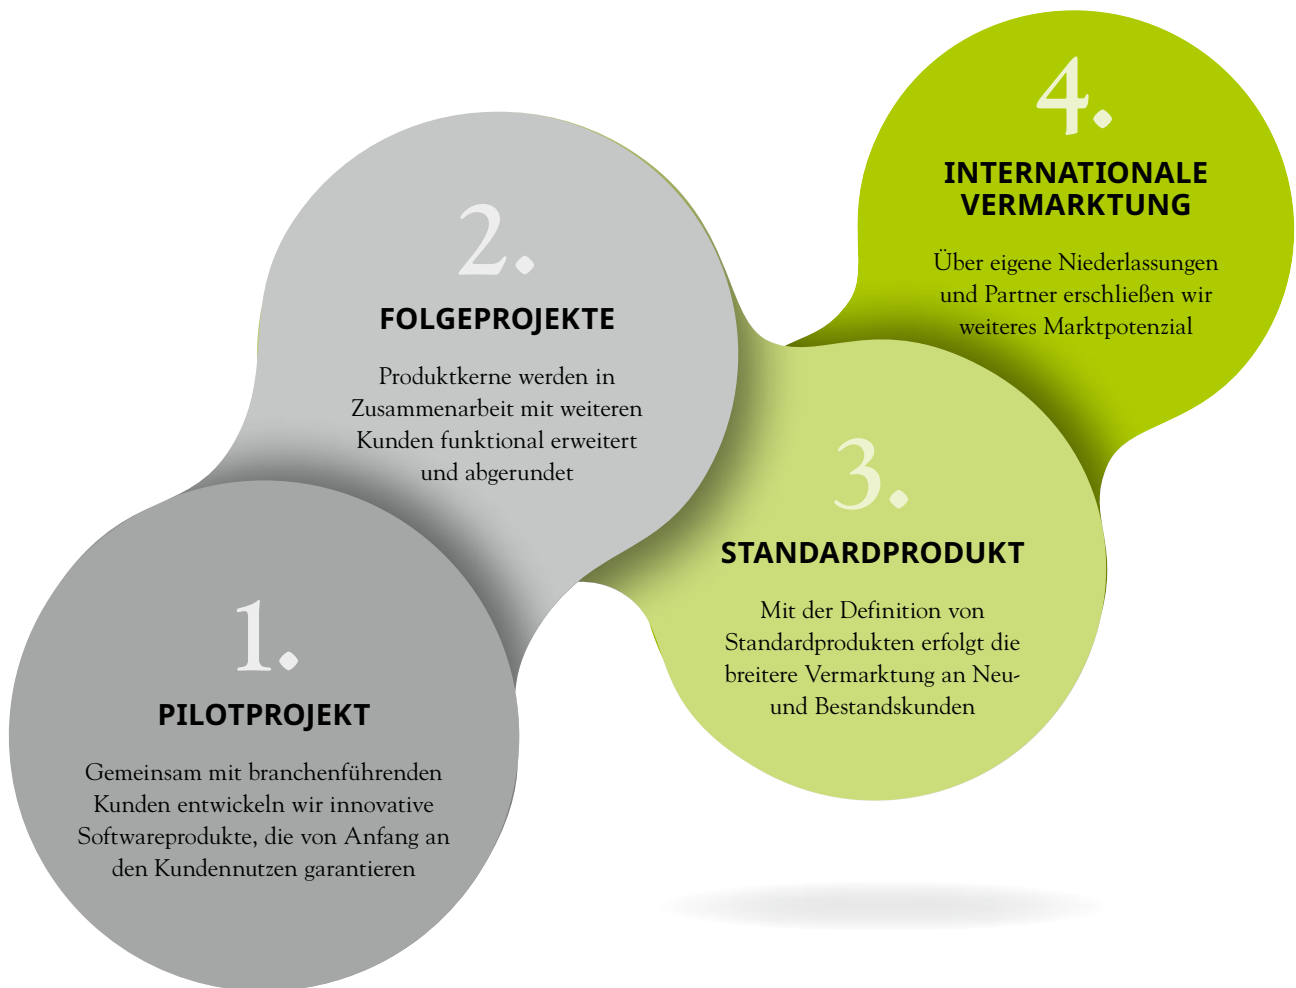 1.
PILOTPROJEKT
Gemeinsam mit branchenführenden
Kunden entwickeln wir innovative
Softwareprodukte, die von Anfang an
den Kundennutzen garantieren
2.
FOLGEPROJEKTE
Produktkerne werden in
Zusammenarbeit mit weiteren
Kunden funktional erweitert
und abgerundet
3.
STANDARDPRODUKT
Mit der Definition von
Standardprodukten erfolgt die
breitere Vermarktung an Neu-
und Bestandskunden
4.
INTERNATIONALE
VERMARKTUNG
Über eigene Niederlassungen
und Partner erschließen wir
weiteres Marktpotenzial